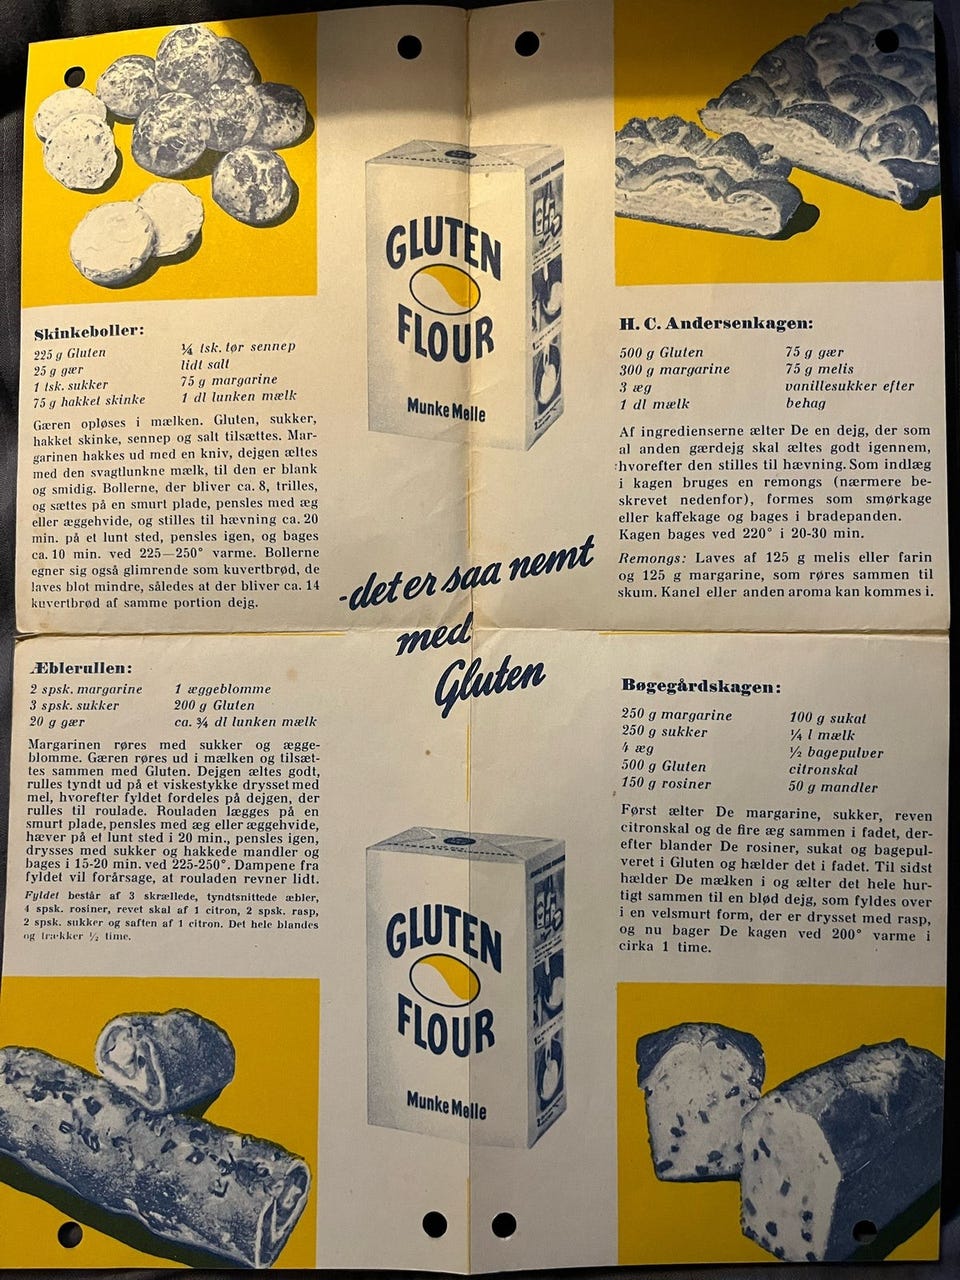 Skinkeboller:
225 g Gluten
25 g gær
1 tsk. sukker
75 g hakket skinke
¼ tsk. tør sennep
lidt salt
75 g margarine
1 dl lunken mælk
Gæren opløses i mælken. Gluten, sukker,
hakket skinke, sennep og salt tilsættes. Mar-
garinen hakkes ud med en kniv, dejgen æltes
med den svagtlunkne mælk, til den er blank
og smidig. Bollerne, der bliver ca. 8, trilles,
og sættes på en smurt plade, pensles med æg
eller æggehvide, og stilles til hævning ca. 20
min. på et lunt sted, pensles igen, og bages
ca. 10 min. ved 225—250° varme. Bollerne
egner sig også glimrende som kuvertbrød, de
laves blot mindre, således at der bliver ca. 14
kuvertbrød af samme portion dejg.
GLUTEN
FLOUR
Munke Mølle
H. C. Andersenkagen:
500 g Gluten
300 g margarine
3 æg
1 dl mælk
75 g gær
75 g melis
vanillesukker efter
behag
Af ingredienserne ælter De en dejg, der som
al anden gærdejg skal æltes godt igennem,
hvorefter den stilles til hævning. Som indlæg
i kagen bruges en remongs (nærmere be-
skrevet nedenfor), formes som smørkage
eller kaffekage og bages i bradepanden.
Kagen bages ved 220° i 20-30 min.
Remongs: Laves af 125 g melis eller farin
og 125 g margarine, som røres sammen til
skum. Kanel eller anden aroma kan kommes i.
-det er saa nemt
med
Gluten
Æblerullen:
2 spsk. margarine
3 spsk. sukker
20 g gær
1 æggeblomme
200 g Gluten
ca. ¾ dl lunken mælk
Margarinen røres med sukker og ægge-
blomme. Gæren røres ud i mælken og tilsæt-
tes sammen med Gluten. Dejgen æltes godt,
rulles tyndt ud på et viskestykke drysset med
mel, hvorefter fyldet fordeles på dejgen, der
rulles til roulade. Rouladen lægges på en
smurt plade, pensles med æg eller æggehvide,
hæver på et lunt sted i 20 min., pensles igen,
drysses med sukker og hakkede mandler og
bages i 15-20 min. ved 225-250°. Dampene fra
fyldet vil forårsage, at rouladen revner lidt.
Fyldet består af 3 skrællede, tyndtsnittede æbler,
4 spsk. rosiner, revet skal af 1 citron, 2 spsk. rasp,
2 spsk. sukker og saften af 1 citron. Det hele blandes
og trækker ½ time.
GLUTEN
FLOUR
Munke Mølle
Bøgegårdskagen:
250 g margarine
250 g sukker
4 æg
500 g Gluten
150 g rosiner
100 g sukat
¼ l mælk
½ bagepulver
citronskal
50 g mandler
Først ælter De margarine, sukker, reven
citronskal og de fire æg sammen i fadet, der-
efter blander De rosiner, sukat og bagepul-
veret i Gluten og hælder det i fadet. Til sidst
hælder De mælken i og ælter det hele hur-
tigt sammen til en blød dejg, som fyldes over
i en velsmurt form, der er drysset med rasp,
og nu bager De kagen ved 200° varme i
cirka 1 time.